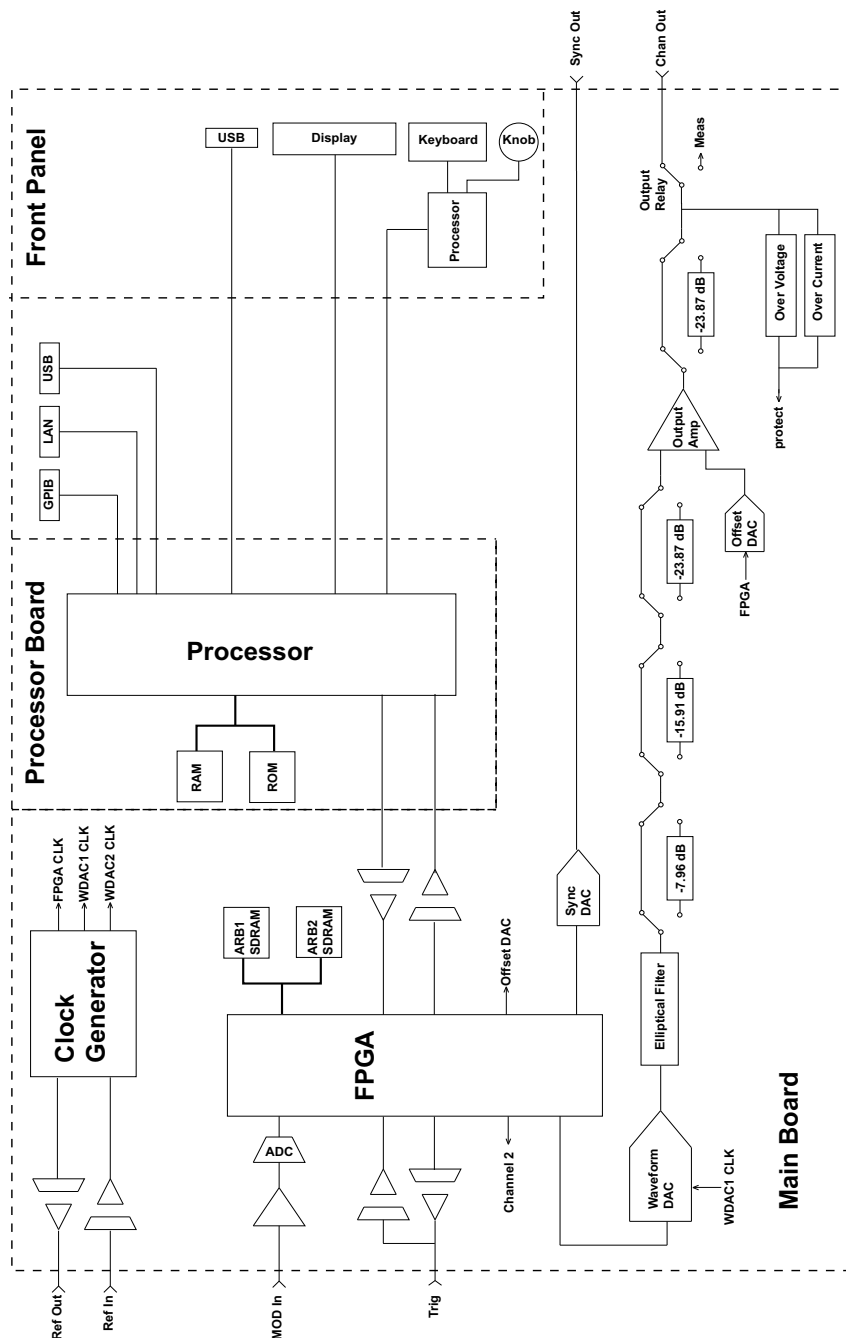 Ref Out
Ref In
MOD In
Trig
Clock
Generator
FPGA CLK
WDAC1 CLK
WDAC2 CLK
ADC
FPGA
ARB1
SDRAM
ARB2
SDRAM
Offset DAC
Channel 2
Processor Board
RAM
ROM
Processor
GPIB
LAN
USB
Front Panel
USB
Display
Keyboard
Knob
Processor
Sync
DAC
Sync Out
Waveform
DAC
WDAC1 CLK
Elliptical Filter
-7.96 dB
-15.91 dB
-23.87 dB
FPGA
Offset
DAC
Output
Amp
-23.87 dB
Output
Relay
Meas
Chan Out
protect
Over Voltage
Over Current
Main Board